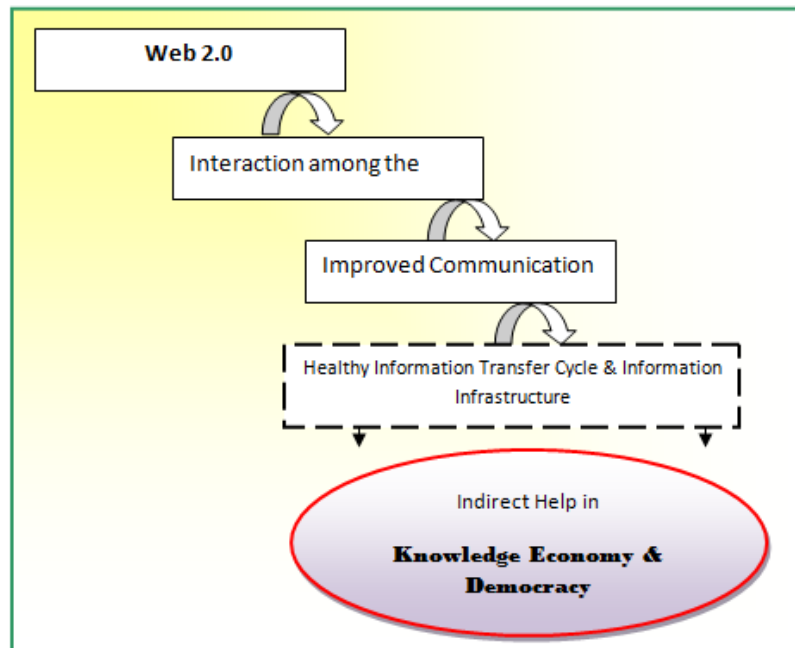 Web 2.0
Interaction among the
Improved Communication
Healthy Information Transfer Cycle & Information
Infrastructure
Indirect Help in
Knowledge Economy &
Democracy